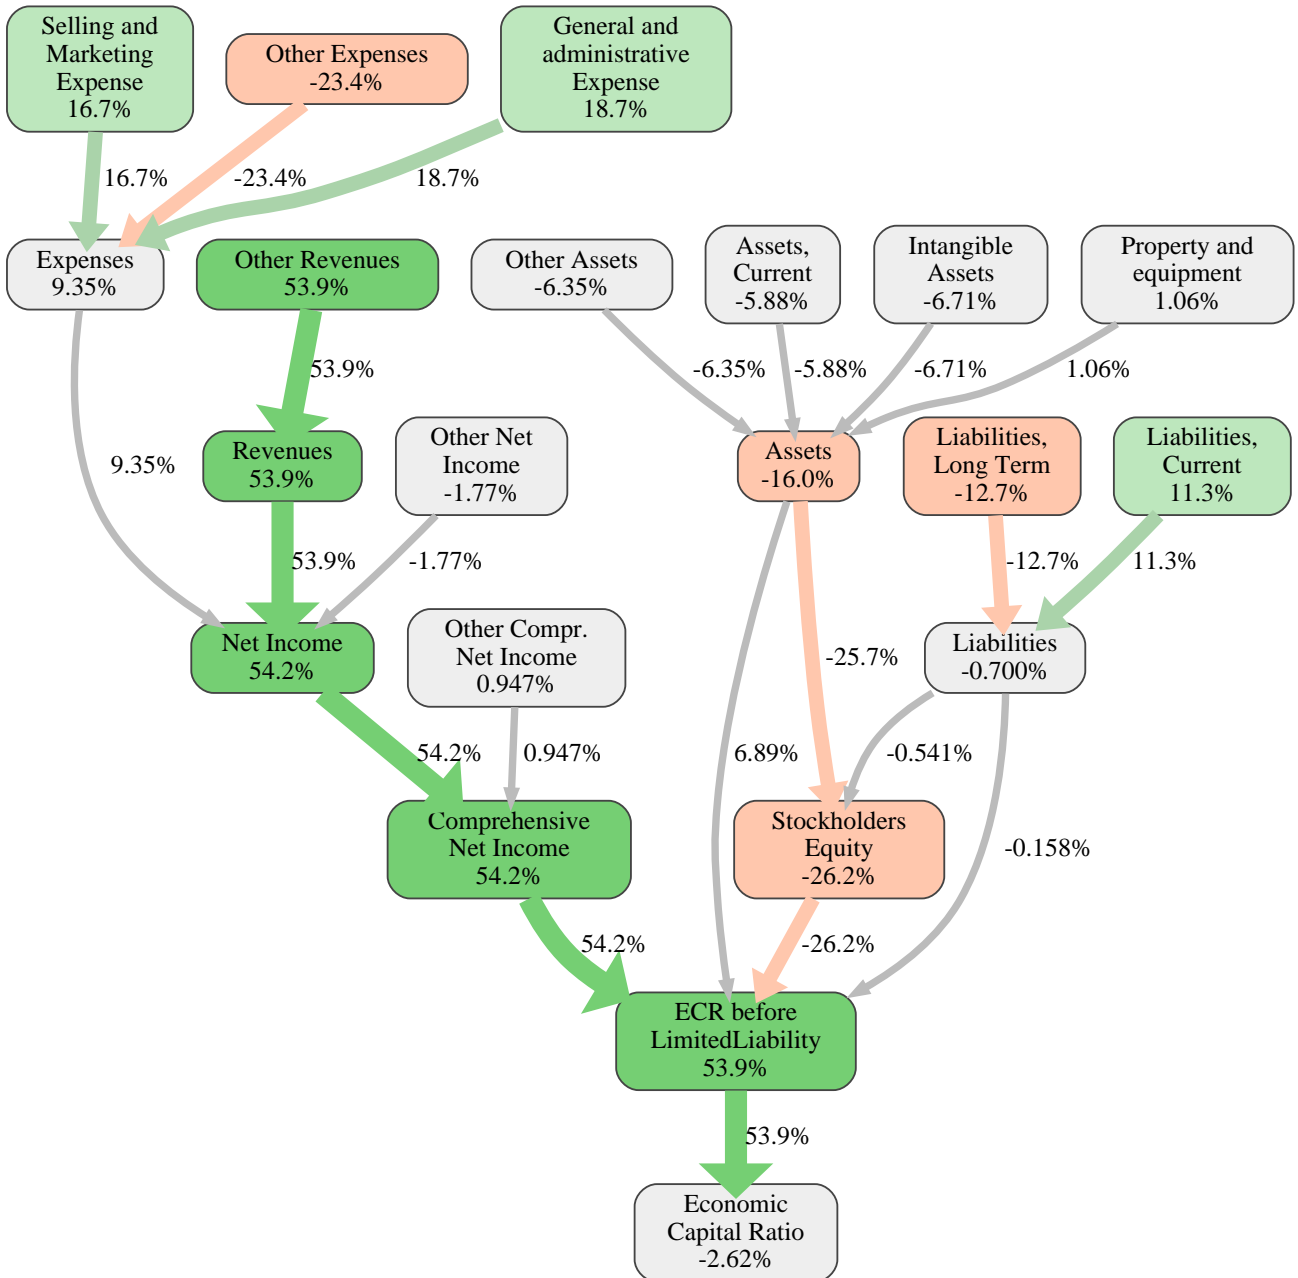 Selling and
Marketing
Expense
16.7%
Other Expenses
-23.4%
General and
administrative
Expense
18.7%
16.7%
-23.4%
18.7%
Expenses
9.35%
Other Revenues
53.9%
Other Assets
-6.35%
Assets,
Current
-5.88%
Intangible
Assets
-6.71%
Property and
equipment
1.06%
53.9%
-6.35%
-5.88%
-6.71%
1.06%
9.35%
Revenues
53.9%
Other Net
Income
-1.77%
Assets
-16.0%
Liabilities,
Long Term
-12.7%
Liabilities,
Current
11.3%
53.9%
-1.77%
-12.7%
11.3%
Net Income
54.2%
Other Compr.
Net Income
0.947%
-25.7%
Liabilities
-0.700%
54.2%
0.947%
6.89%
-0.541%
Comprehensive
Net Income
54.2%
Stockholders
Equity
-26.2%
-0.158%
54.2%
-26.2%
ECR before
LimitedLiability
53.9%
53.9%
Economic
Capital Ratio
-2.62%